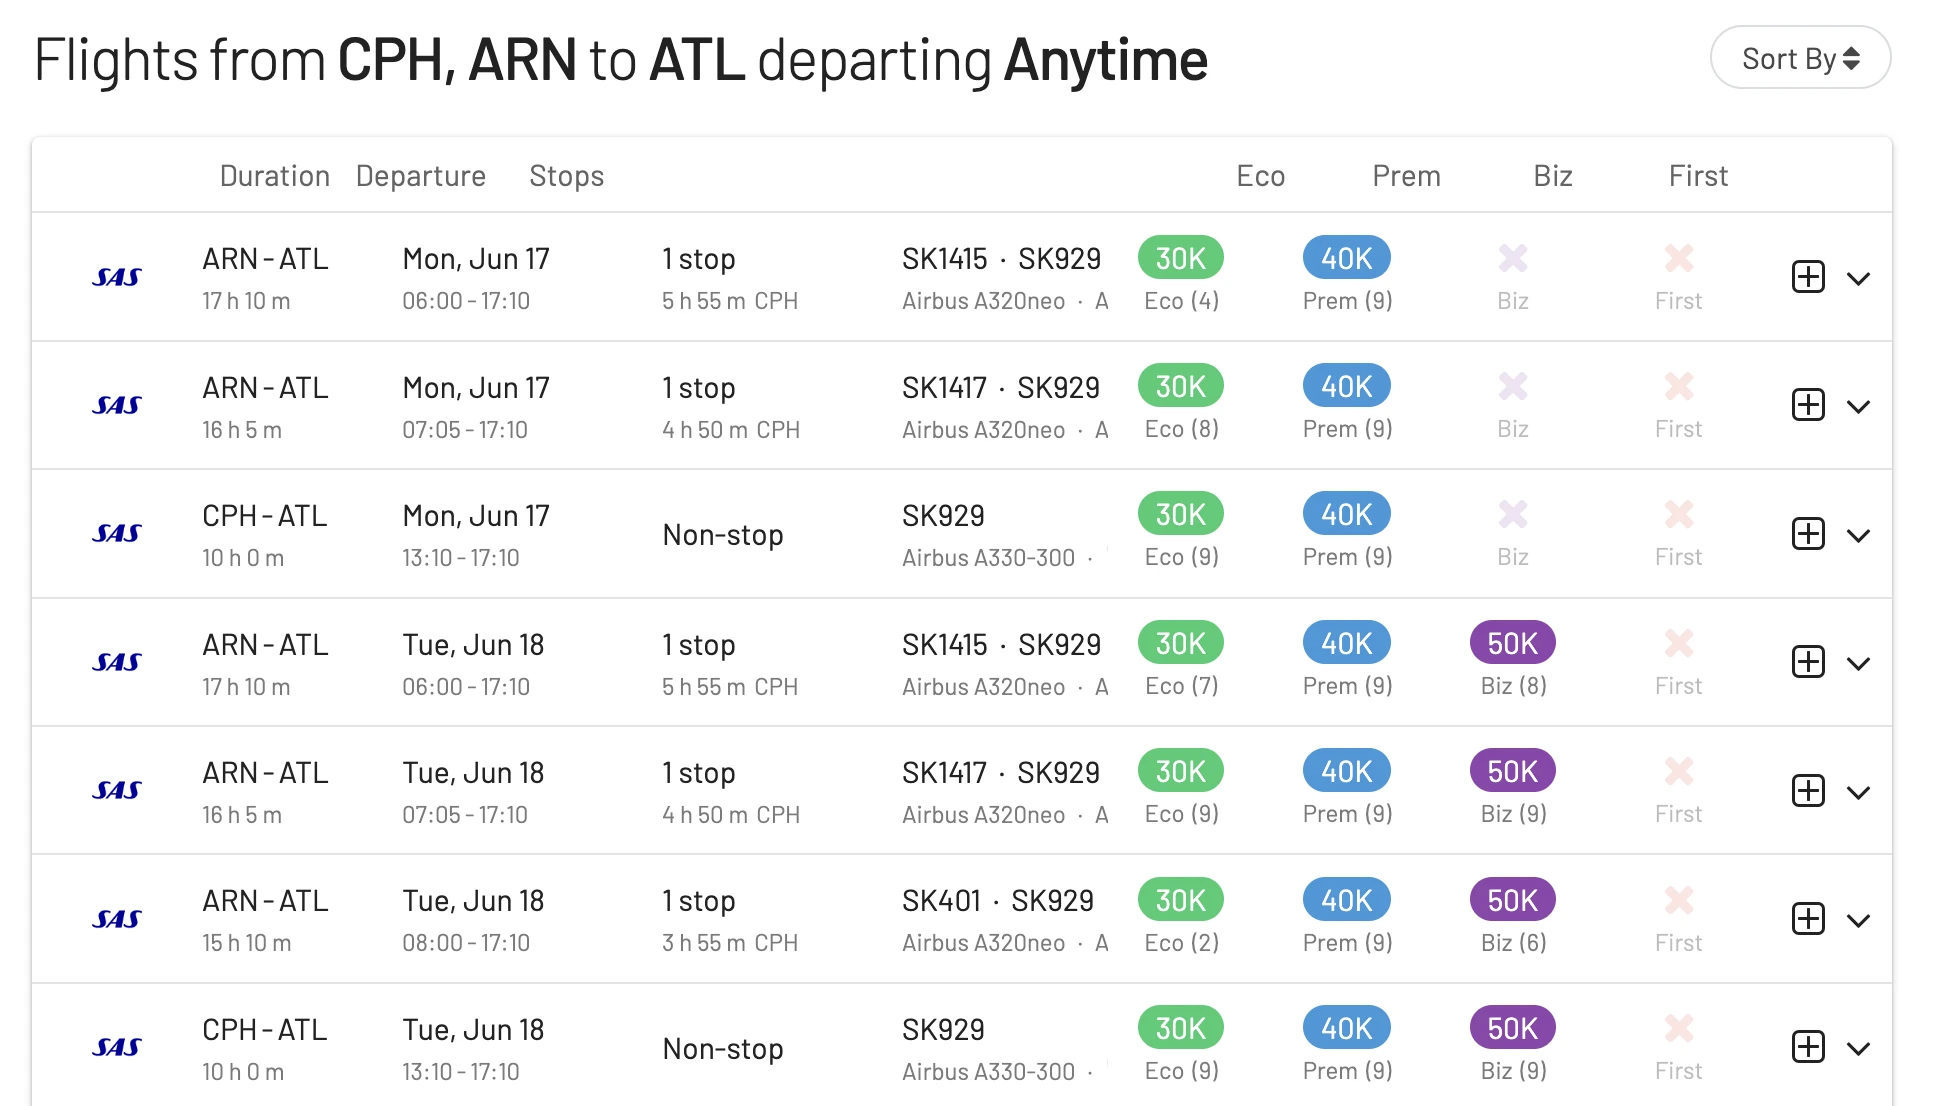 Flights from CPH, ARN to ATL departing Anytime
Sort By
Duration Departure Stops Eco Prem Biz First
SAS ARN - ATL Mon, Jun 17 1 stop SK1415 · SK929 30K 40K
17 h 10 m 06:00 - 17:10 5 h 55 m CPH Airbus A320neo · A Eco (4) Prem (9) Biz First
SAS ARN - ATL Mon, Jun 17 1 stop SK1417 · SK929 30K 40K
16 h 5 m 07:05 - 17:10 4 h 50 m CPH Airbus A320neo · A Eco (8) Prem (9) Biz First
SAS CPH - ATL Mon, Jun 17 Non-stop SK929 30K 40K
10 h 0 m 13:10 - 17:10 Airbus A330-300 · Eco (9) Prem (9) Biz First
SAS ARN - ATL Tue, Jun 18 1 stop SK1415 · SK929 30K 40K 50K
17 h 10 m 06:00 - 17:10 5 h 55 m CPH Airbus A320neo · A Eco (7) Prem (9) Biz (8) First
SAS ARN - ATL Tue, Jun 18 1 stop SK1417 · SK929 30K 40K 50K
16 h 5 m 07:05 - 17:10 4 h 50 m CPH Airbus A320neo · A Eco (9) Prem (9) Biz (9) First
SAS ARN - ATL Tue, Jun 18 1 stop SK401 · SK929 30K 40K 50K
15 h 10 m 08:00 - 17:10 3 h 55 m CPH Airbus A320neo · A Eco (2) Prem (9) Biz (6) First
SAS CPH - ATL Tue, Jun 18 Non-stop SK929 30K 40K 50K
10 h 0 m 13:10 - 17:10 Airbus A330-300 · Eco (9) Prem (9) Biz (9) First